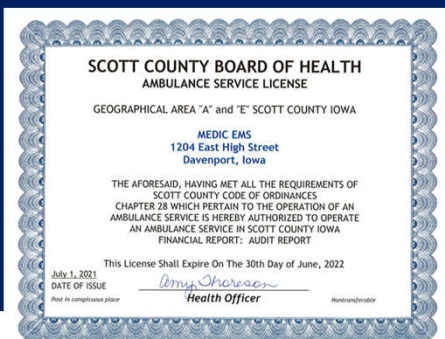 SCOTT COUNTY BOARD OF HEALTH
AMBULANCE SERVICE LICENSE
GEOGRAPHICAL AREA "A" and "E" SCOTT COUNTY IOWA
MEDIC EMS
1204 East High Street
Davenport, Iowa
THE AFORESAID, HAVING MET ALL THE REQUIREMENTS OF
SCOTT COUNTY CODE OF ORDINANCES
CHAPTER 28 WHICH PERTAIN TO THE OPERATION OF AN
AMBULANCE SERVICE IS HEREBY AUTHORIZED TO OPERATE
AN AMBULANCE SERVICE IN SCOTT COUNTY IOWA
FINANCIAL REPORT: AUDIT REPORT
This License Shall Expire On The 30th Day of June, 2022
July 1, 2021
DATE OF ISSUE
Amy Thoreson
Health Officer
Post in conspicuous place
Nontransferable